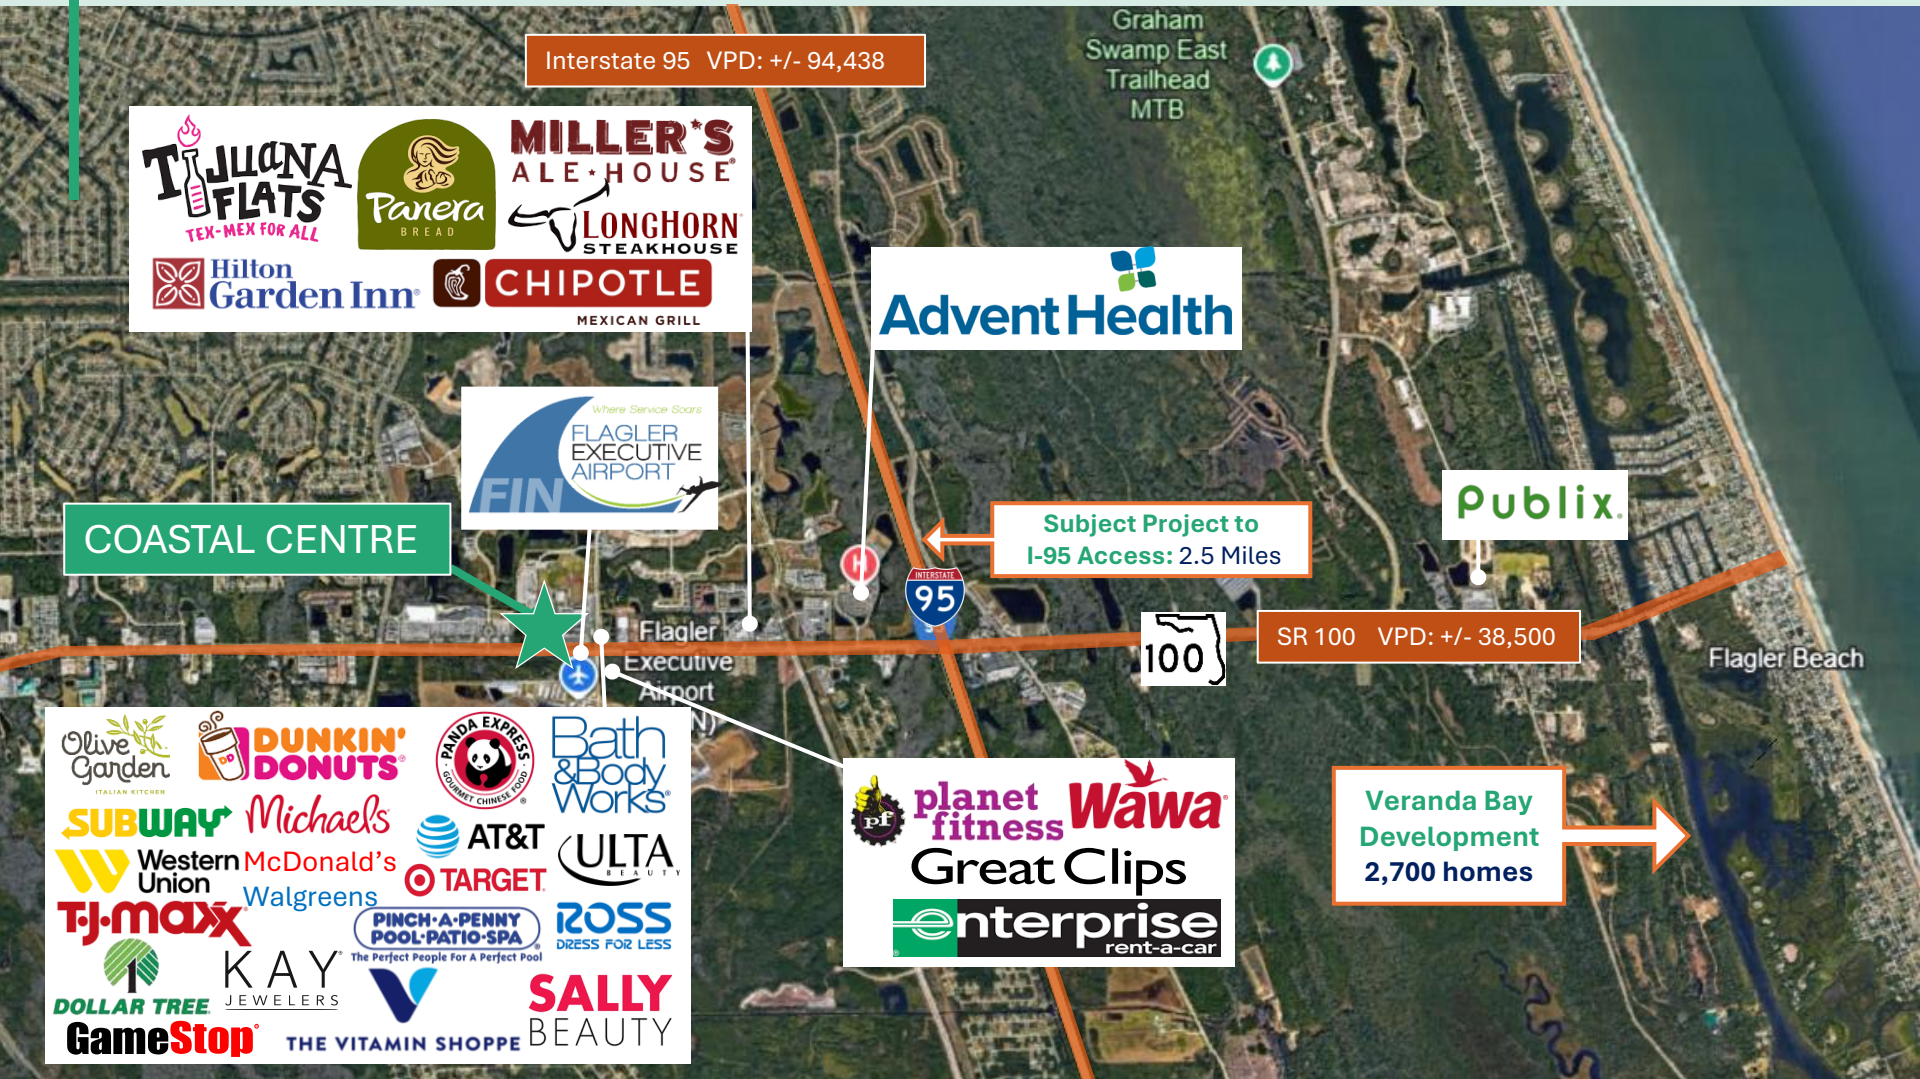 Graham
Swamp East
Trailhead
MTB
Interstate 95 VPD: +/- 94,438
TIJUANA
FLATS
TEX-MEX FOR ALL
Panera
BREAD
MILLER'S
ALE HOUSE
LONGHORN
STEAKHOUSE
Hilton
Garden Inn
CHIPOTLE
MEXICAN GRILL
AdventHealth
Where Service Soars
FLAGLER
EXECUTIVE
AIRPORT
FIN
COASTAL CENTRE
Subject Project to
I-95 Access: 2.5 Miles
Publix.
H
INTERSTATE
95
100
SR 100 VPD: +/- 38,500
Flagler
Executive
Airport
N)
Flagler Beach
Olive
Garden
ITALIAN KITCHEN
DUNKIN'
DONUTS
DD
PANDA EXPRESS
GOURMET CHINESE FOOD
Bath
&Body
Works
SUBWAY
Michaels
AT&T
ULTA
BEAUTY
Western
Union
McDonald's
TARGET
Walgreens
T·J·maxx
PINCH·A·PENNY
POOL·PATIO·SPA
The Perfect People For A Perfect Pool
ROSS
DRESS FOR LESS
DOLLAR TREE
KAY
JEWELERS
THE VITAMIN SHOPPE
SALLY
BEAUTY
GameStop
pf
planet
fitness
Wawa
Great Clips
enterprise
rent-a-car
Veranda Bay
Development
2,700 homes